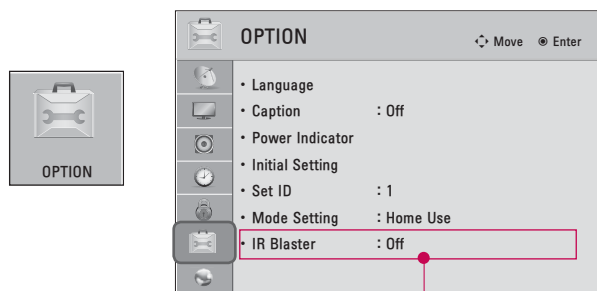 OPTION
OPTION
Move
Enter
• Language
• Caption : Off
• Power Indicator
• Initial Setting
• Set ID : 1
• Mode Setting : Home Use
• IR Blaster : Off